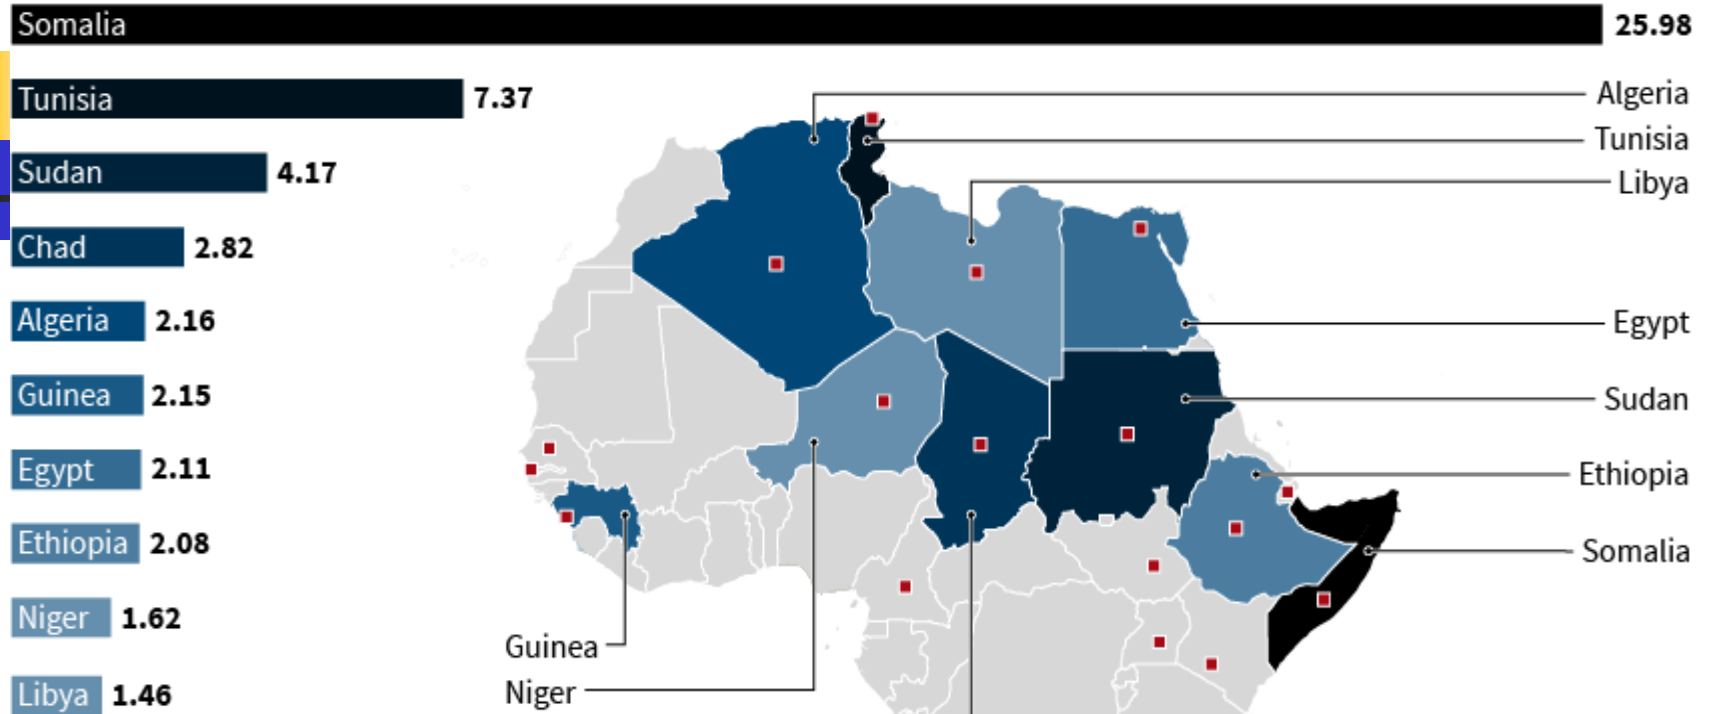 Somalia 25.98
Tunisia 7.37
Sudan 4.17
Chad 2.82
Algeria 2.16
Guinea 2.15
Egypt 2.11
Ethiopia 2.08
Niger 1.62
Libya 1.46
Algeria
Tunisia
Libya
Egypt
Sudan
Ethiopia
Somalia
Guinea
Niger